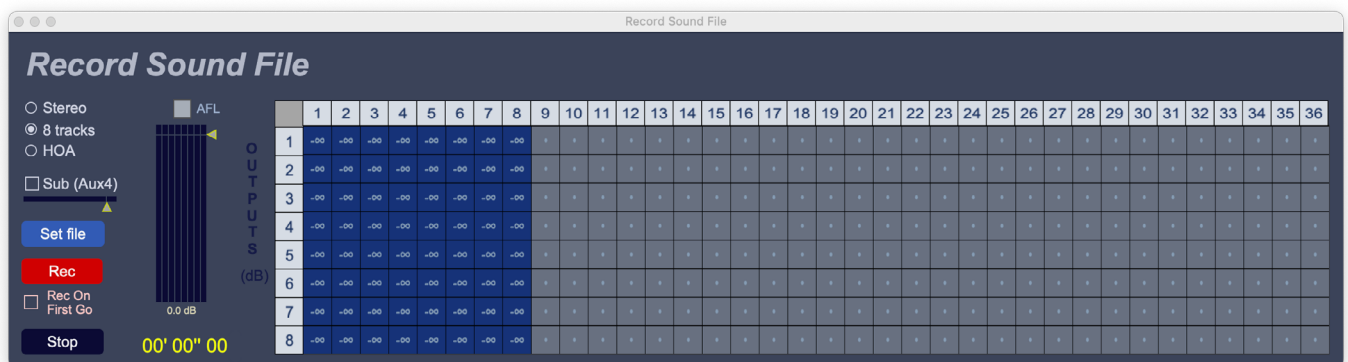 Record Sound File
Record Sound File
Stereo
8 tracks
HOA
Sub (Aux4)
Set file
Rec
Rec On
First Go
Stop
AFL
0.0 dB
00' 00" 00
OUTPUTS
(dB)
1 2 3 4 5 6 7 8 9 10 11 12 13 14 15 16 17 18 19 20 21 22 23 24 25 26 27 28 29 30 31 32 33 34 35 36
1 -∞ -∞ -∞ -∞ -∞ -∞ -∞ -∞
2 -∞ -∞ -∞ -∞ -∞ -∞ -∞ -∞
3 -∞ -∞ -∞ -∞ -∞ -∞ -∞ -∞
4 -∞ -∞ -∞ -∞ -∞ -∞ -∞ -∞
5 -∞ -∞ -∞ -∞ -∞ -∞ -∞ -∞
6 -∞ -∞ -∞ -∞ -∞ -∞ -∞ -∞
7 -∞ -∞ -∞ -∞ -∞ -∞ -∞ -∞
8 -∞ -∞ -∞ -∞ -∞ -∞ -∞ -∞